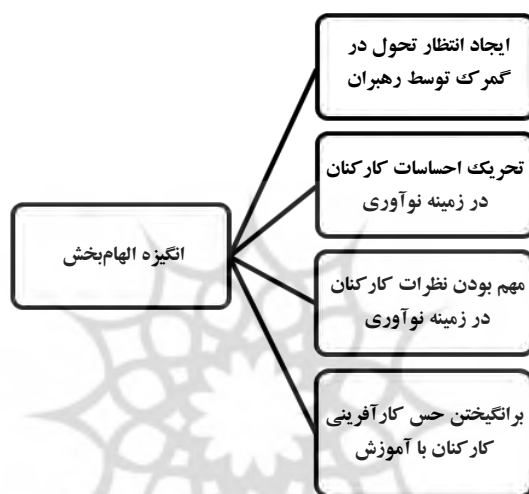 ایجاد انتظار تحول در
گمرک توسط رهبران
تحریک احساسات کارکنان
در زمینه نوآوری
انگیزه الهام‌بخش
مهم بودن نظرات کارکنان
در زمینه نوآوری
برانگیختن حس کارآفرینی
کارکنان با آموزش